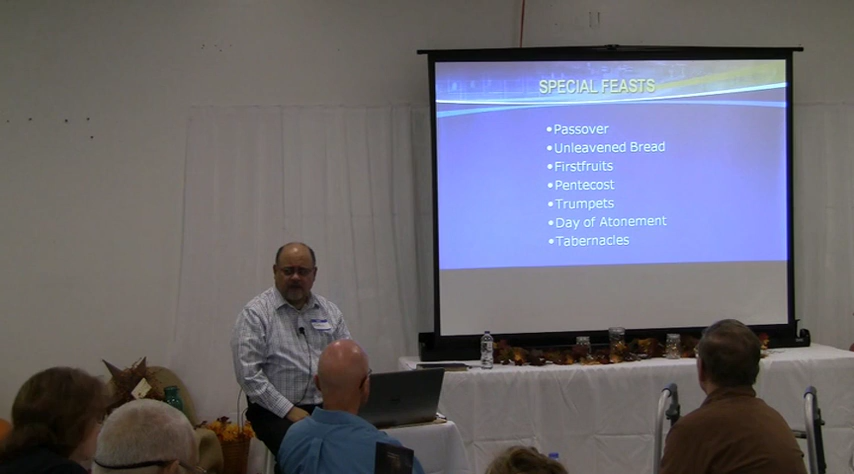 SPECIAL FEASTS
•Passover
•Unleavened Bread
•Firstfruits
•Pentecost
•Trumpets
•Day of Atonement
•Tabernacles